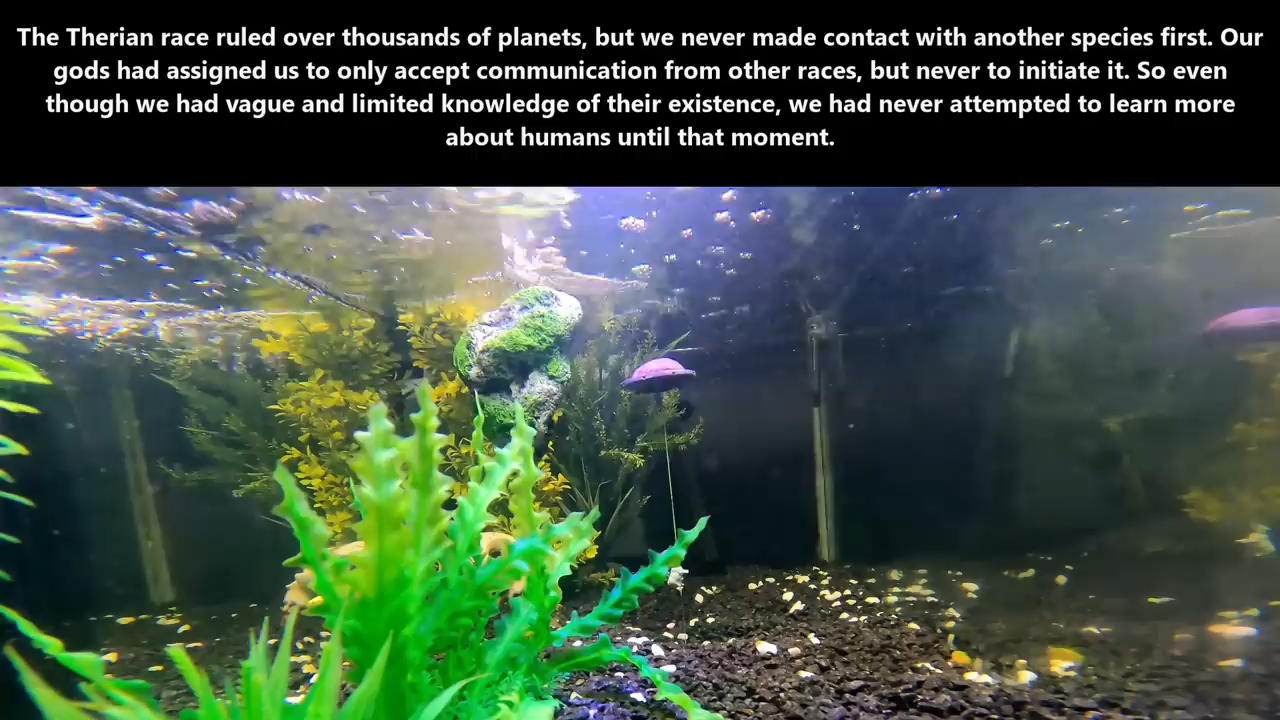 The Therian race ruled over thousands of planets, but we never made contact with another species first. Our
gods had assigned us to only accept communication from other races, but never to initiate it. So even
though we had vague and limited knowledge of their existence, we had never attempted to learn more
about humans until that moment.